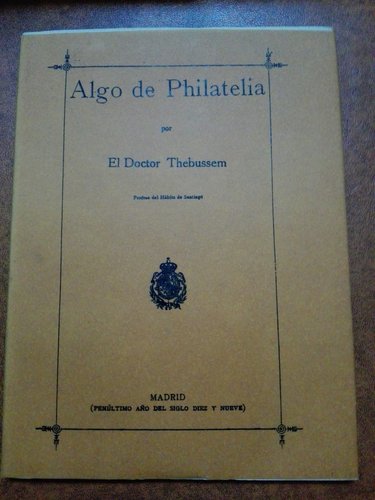 Algo de Philatelia
por
El Doctor Thebussem
Profeso del Hábito de Santiago
MADRID
(PENÚLTIMO AÑO DEL SIGLO DIEZ Y NUEVE)